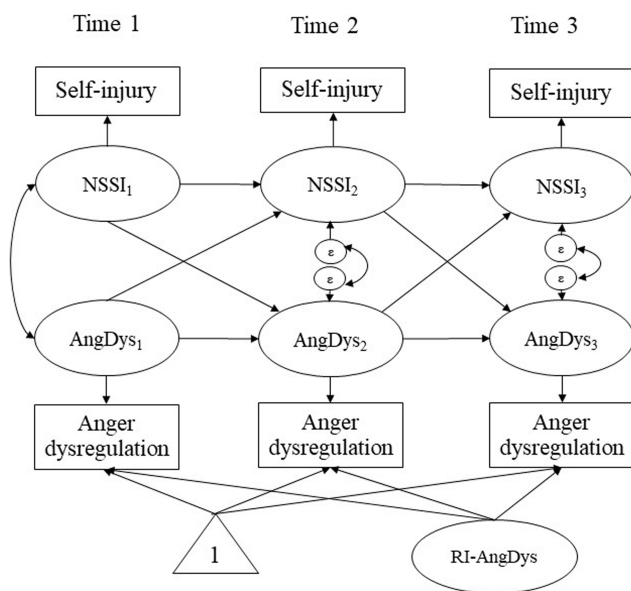 Time 1
Time 2
Time 3
Self-injury
Self-injury
Self-injury
NSSI₁
NSSI₂
NSSI₃
ε
ε
ε
ε
AngDys₁
AngDys₂
AngDys₃
Anger
dysregulation
Anger
dysregulation
Anger
dysregulation
1
RI-AngDys